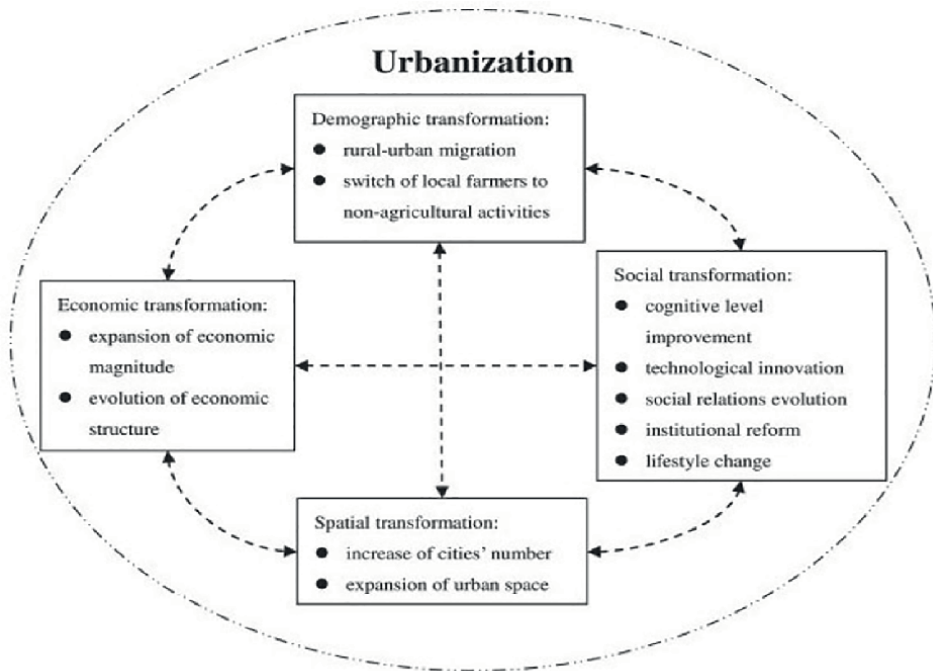 Urbanization
Demographic transformation:
● rural-urban migration
● switch of local farmers to
non-agricultural activities
Economic transformation:
● expansion of economic
magnitude
● evolution of economic
structure
Social transformation:
● cognitive level
improvement
● technological innovation
● social relations evolution
● institutional reform
● lifestyle change
Spatial transformation:
● increase of cities' number
● expansion of urban space